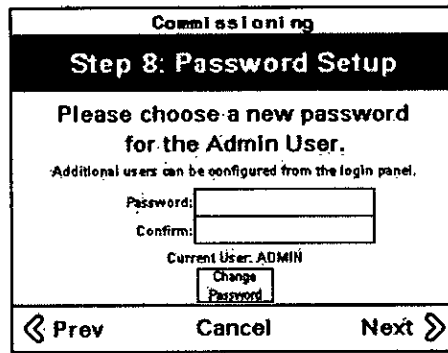 Commissioning
Step 8: Password Setup
Please choose a new password
for the Admin User.
Additional users can be configured from the login panel.
Password:
Confirm:
Current User: ADMIN
Change
Password
Prev Cancel Next